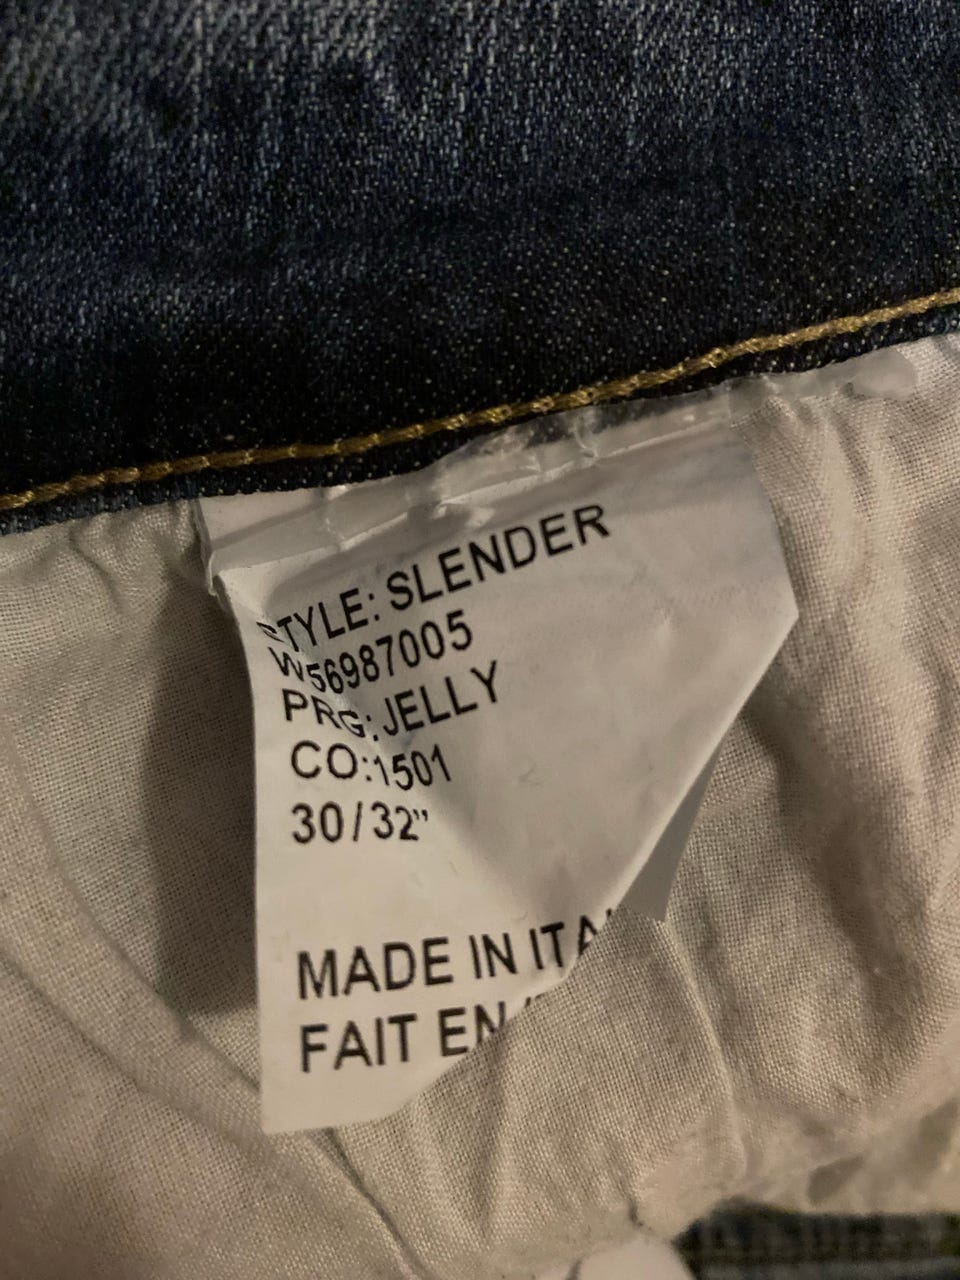 STYLE: SLENDER
W56987005
PRG: JELLY
CO:1501
30/32”
MADE IN ITA
FAIT EN